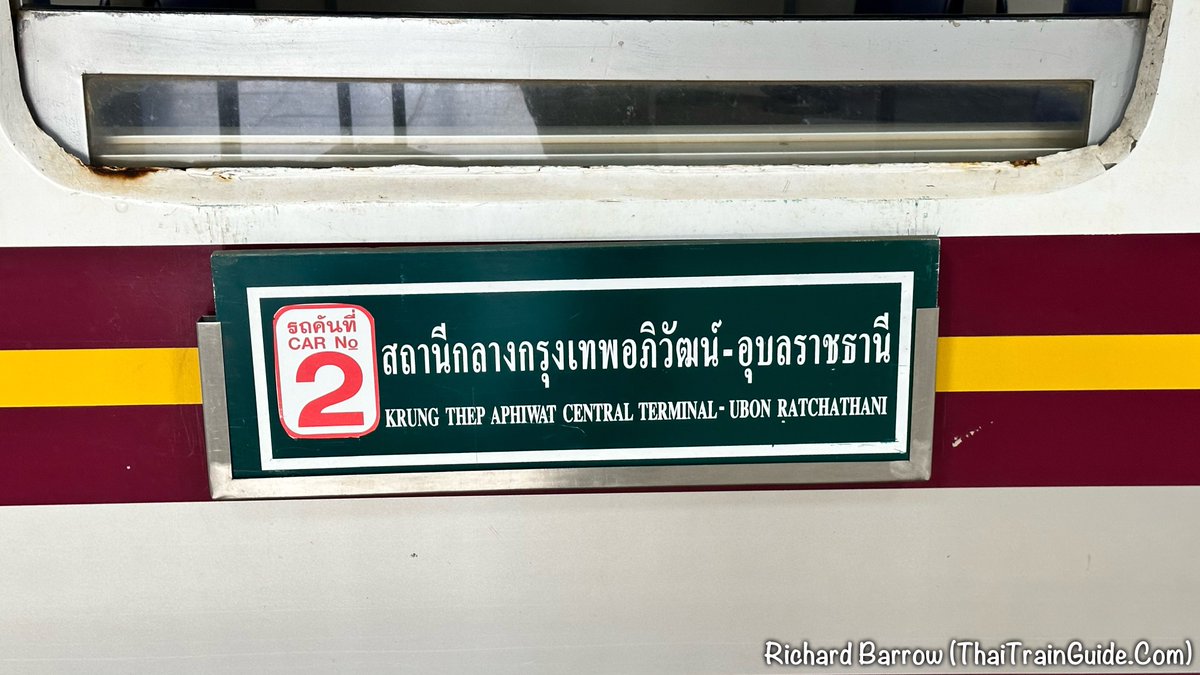 รถคันที่
CAR No
2
สถานีกลางกรุงเทพอภิวัฒน์-อุบลราชธานี
KRUNG THEP APHIWAT CENTRAL TERMINAL-UBON RATCHATHANI
Richard Barrow (ThaiTrainGuide.Com)